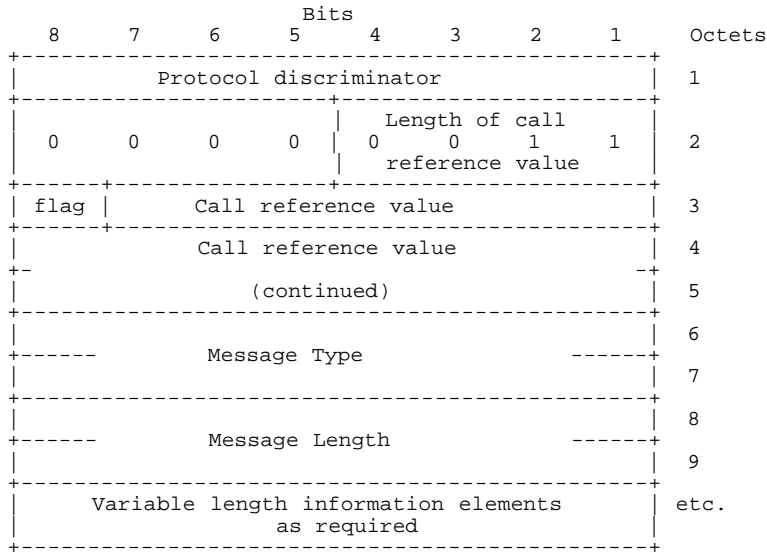 Bits
8 7 6 5 4 3 2 1 Octets
Protocol discriminator 1
Length of call
0 0 0 0 0 0 1 1 2
reference value
flag Call reference value 3
Call reference value 4
(continued) 5
6
Message Type
7
8
Message Length
9
Variable length information elements etc.
as required